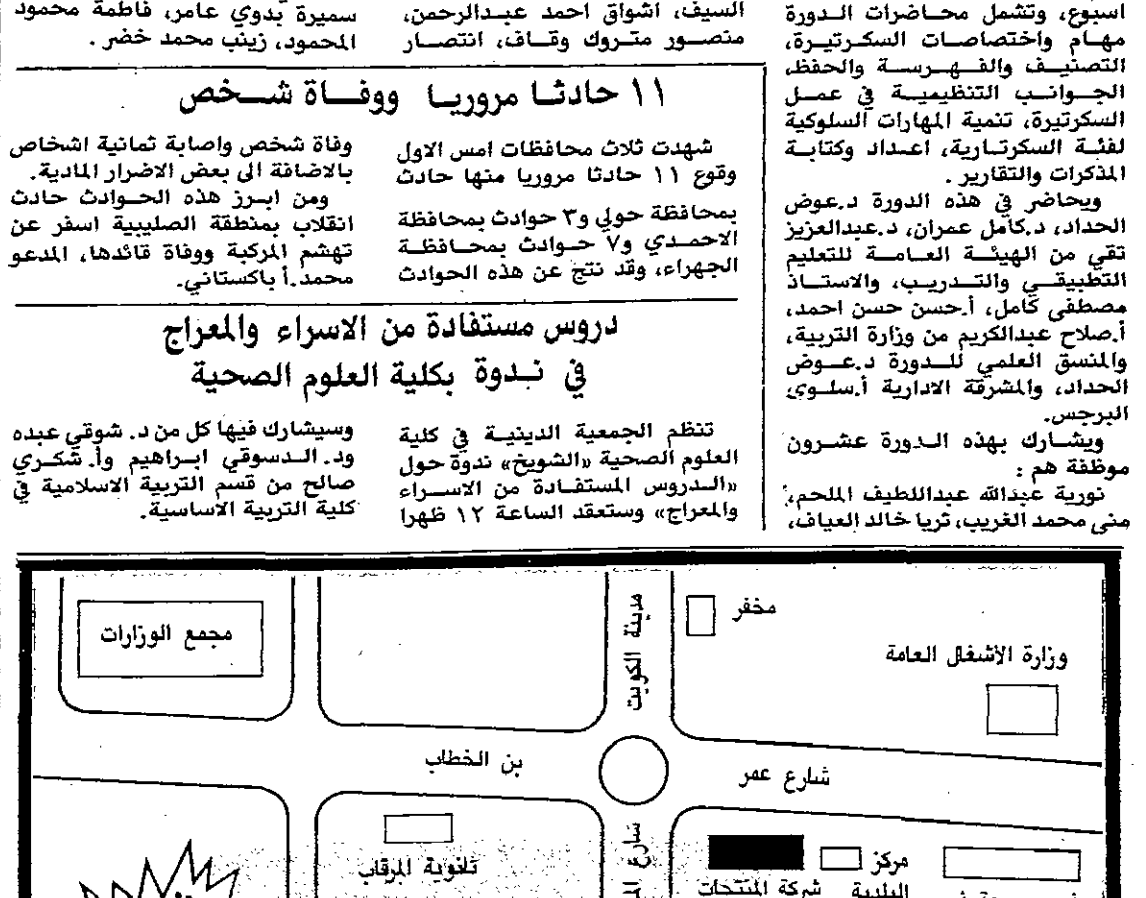 اسبوع، وتشمل محاضرات الدورة
مهام واختصاصات السكرتيرة،
التصنيف والفهرسة والحفظ،
الجوانب التنظيمية في عمل
السكرتيرة، تنمية المهارات السلوكية
لفئة السكرتارية، اعداد وكتابة
المذكرات والتقارير.
ويحاضر في هذه الدورة د.عوض
الحداد، د.كامل عمران، د.عبدالعزيز
تقي من الهيئة العامة للتعليم
التطبيقي والتدريب، والاستاذ
مصطفى كامل، أ.حسن حسن احمد،
أ.صلاح عبدالكريم من وزارة التربية،
والمنسق العلمي للدورة د.عوض
الحداد، والمشرفة الادارية أ.سلوى
البرجس.
ويشارك بهذه الدورة عشرون
موظفة هم :
نورية عبدالله عبداللطيف الملحم،
منى محمد الغريب، ثريا خالد العياف،
السيف، اشواق احمد عبدالرحمن،
منصور متروك وقاف، انتصار
سميرة بدوي عامر، فاطمة محمود
المحمود، زينب محمد خضر.
١١ حادثا مروريا ووفاة شخص
شهدت ثلاث محافظات امس الاول
وقوع ١١ حادثا مروريا منها حادث
بمحافظة حولي و٣ حوادث بمحافظة
الاحمدي و٧ حوادث بمحافظة
الجهراء، وقد نتج عن هذه الحوادث
وفاة شخص واصابة ثمانية اشخاص
بالاضافة الى بعض الاضرار المادية.
ومن ابرز هذه الحوادث حادث
انقلاب بمنطقة الصليبية اسفر عن
تهشم المركبة ووفاة قائدها، المدعو
محمد.أ باكستاني.
دروس مستفادة من الاسراء والمعراج
في ندوة بكلية العلوم الصحية
تنظم الجمعية الدينية في كلية
العلوم الصحية «الشويخ» ندوة حول
«الدروس المستفادة من الاسراء
والمعراج» وستعقد الساعة ١٢ ظهرا
وسيشارك فيها كل من د. شوقي عبده
ود. الدسوقي ابراهيم وأ. شكري
صالح من قسم التربية الاسلامية في
كلية التربية الاساسية.
مخفر
مدينة الكويت
مجمع الوزارات
وزارة الأشغال العامة
شارع عمر
بن الخطاب
شارع
ثانوية المرقاب
مركز
البلدية
شركة المنتجات